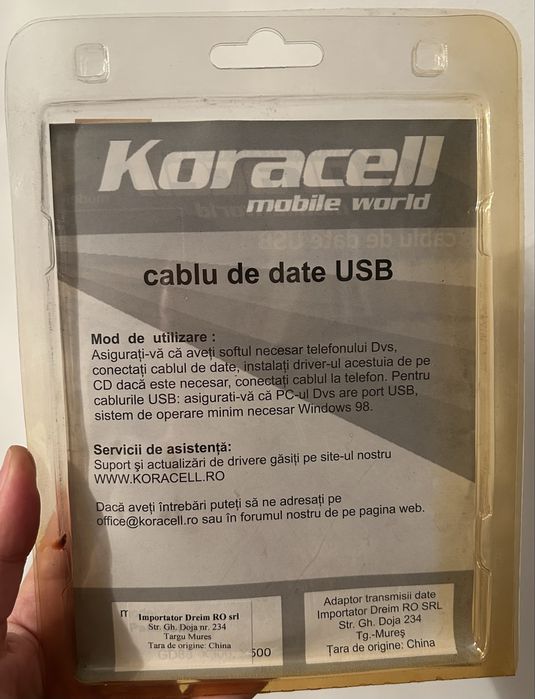 Koracell
mobile world
cablu de date USB
Mod de utilizare :
Asigurați-vă că aveți softul necesar telefonului Dvs,
conectați cablul de date, instalați driver-ul acestuia de pe
CD dacă este necesar, conectați cablul la telefon. Pentru
cablurile USB: asigurati-vă că PC-ul Dvs are port USB,
sistem de operare minim necesar Windows 98.
Servicii de asistență:
Suport și actualizări de drivere găsiți pe site-ul nostru
WWW.KORACELL.RO
Dacă aveți întrebări puteți să ne adresați pe
office@koracell.ro sau în forumul nostru de pe pagina web.
Importator Dreim RO srl
Str. Gh. Doja nr. 234
Targu Mures
Tara de origine: China
Adaptor transmisii date
Importator Dreim RO SRL
Str. Gh. Doja 234
Tg.-Mureș
Țara de origine: China